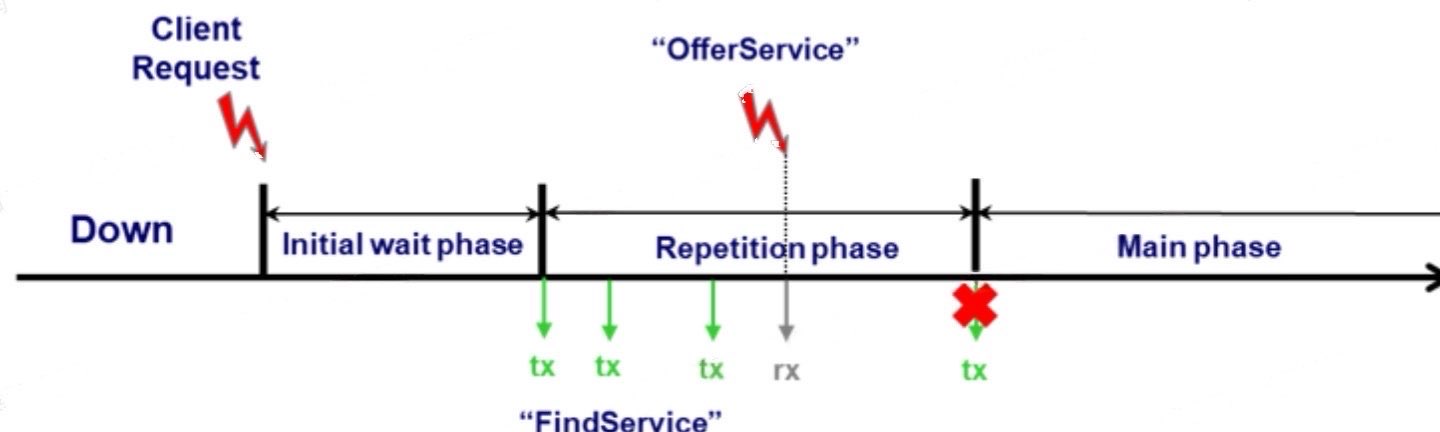 Client
Request
“OfferService”
Down
Initial wait phase
Repetition phase
Main phase
tx
tx
tx
rx
tx
“FindService”